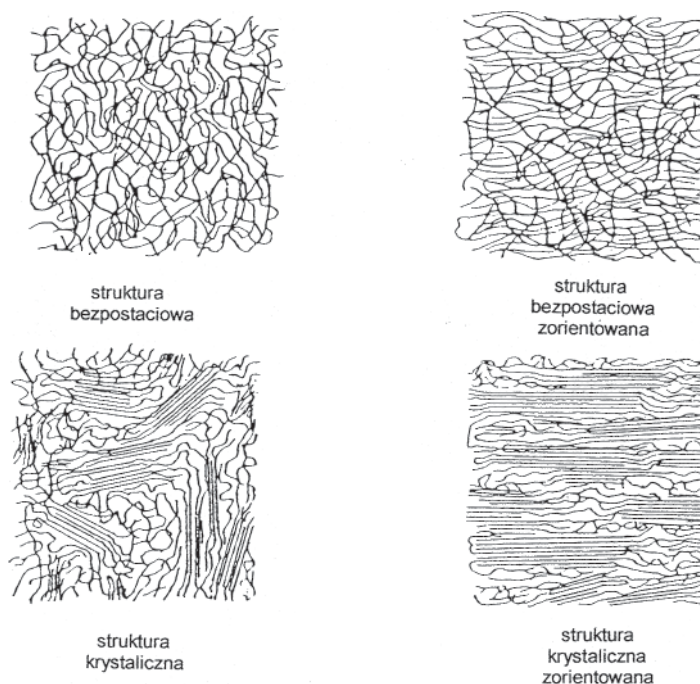 struktura
bezpostaciowa
struktura
bezpostaciowa
zorientowana
struktura
krystaliczna
struktura
krystaliczna
zorientowana